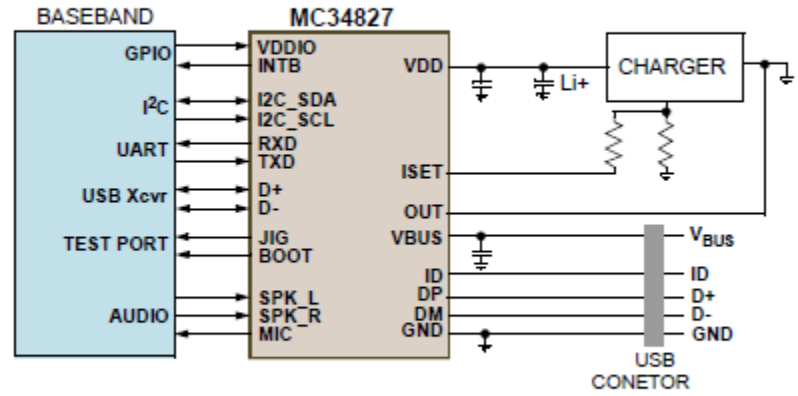 BASEBAND
MC34827
GPIO
VDDIO
INTB
VDD
Li+
CHARGER
I²C
I2C_SDA
I2C_SCL
UART
RXD
TXD
ISET
USB Xcvr
D+
D-
OUT
TEST PORT
JIG
BOOT
VBUS
VBUS
ID
ID
AUDIO
SPK_L
SPK_R
MIC
DP
D+
DM
D-
GND
GND
USB
CONETOR